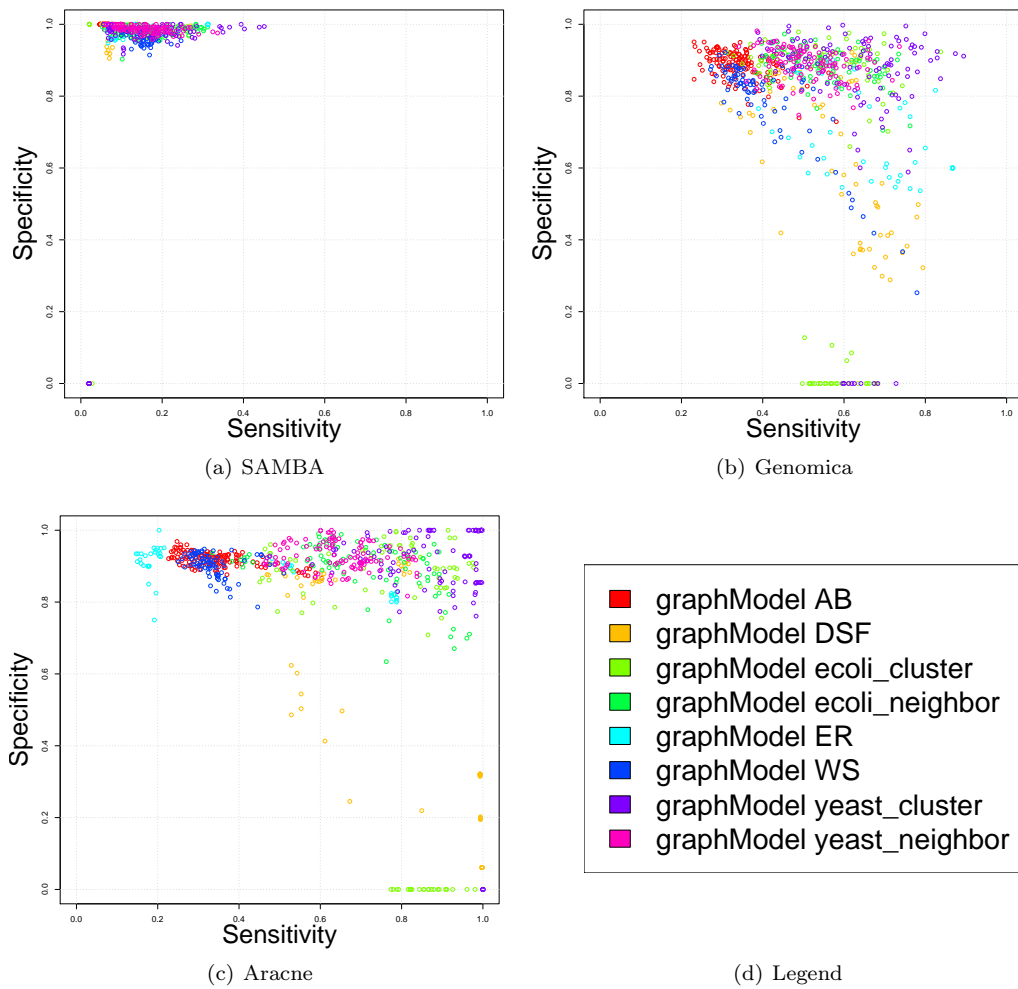 1.0
0.8
0.6
0.4
0.2
0.0
Specificity
0.0 0.2 0.4 0.6 0.8 1.0
Sensitivity
(a) SAMBA
1.0
0.8
0.6
0.4
0.2
0.0
Specificity
0.0 0.2 0.4 0.6 0.8 1.0
Sensitivity
(b) Genomica
1.0
0.8
0.6
0.4
0.2
0.0
Specificity
0.0 0.2 0.4 0.6 0.8 1.0
Sensitivity
(c) Aracne
graphModel AB
graphModel DSF
graphModel ecoli_cluster
graphModel ecoli_neighbor
graphModel ER
graphModel WS
graphModel yeast_cluster
graphModel yeast_neighbor
(d) Legend